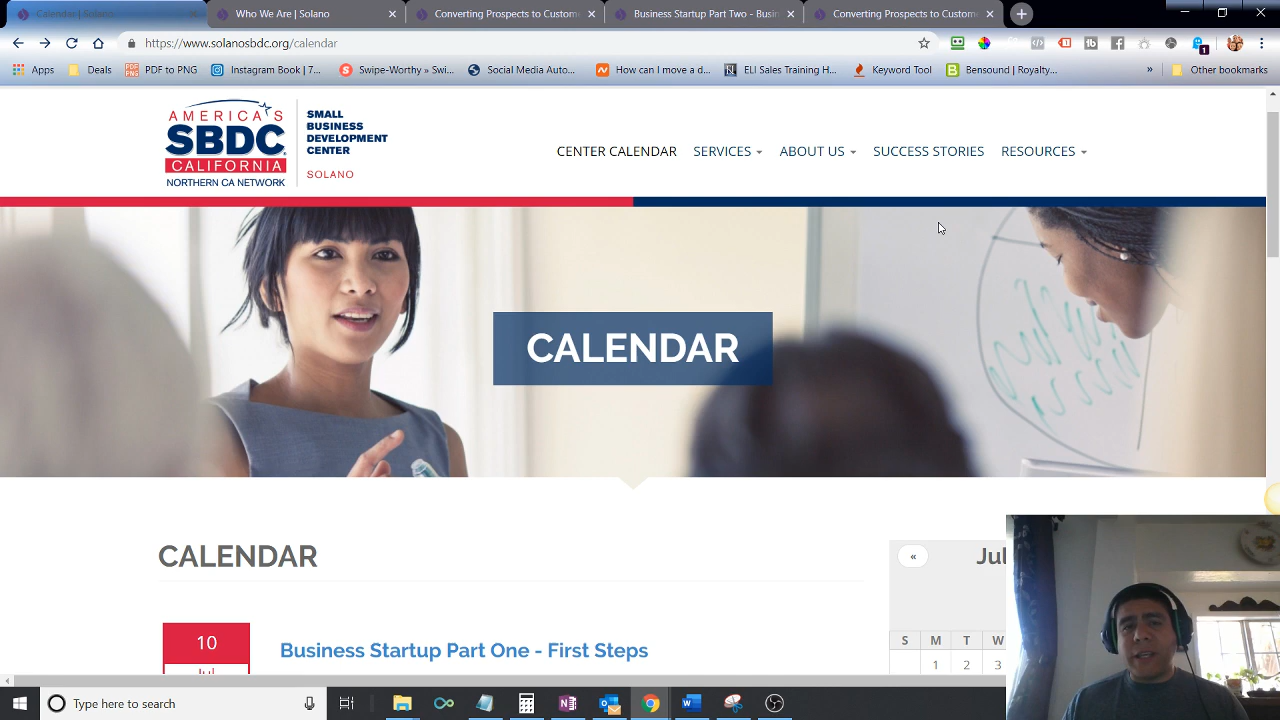 Calendar | Solano
Who We Are | Solano
Converting Prospects to Custom
Business Startup Part Two - Busin
Converting Prospects to Custome
https://www.solanosbdc.org/calendar
1
Apps
Deals
PDF to PNG
Instagram Book | 7...
Swipe-Worthy » Swi...
Social Media Auto...
How can I move a d...
ELI Sales Training H...
Keyword Tool
Bensound | Royalty...
»
Other bookmarks
AMERICA'S
SBDC
CALIFORNIA
NORTHERN CA NETWORK
SMALL
BUSINESS
DEVELOPMENT
CENTER
SOLANO
CENTER CALENDAR
SERVICES
ABOUT US
SUCCESS STORIES
RESOURCES
CALENDAR
CALENDAR
10
Jul
Business Startup Part One - First Steps
«
Jul
S M T W
1 2 3
Type here to search